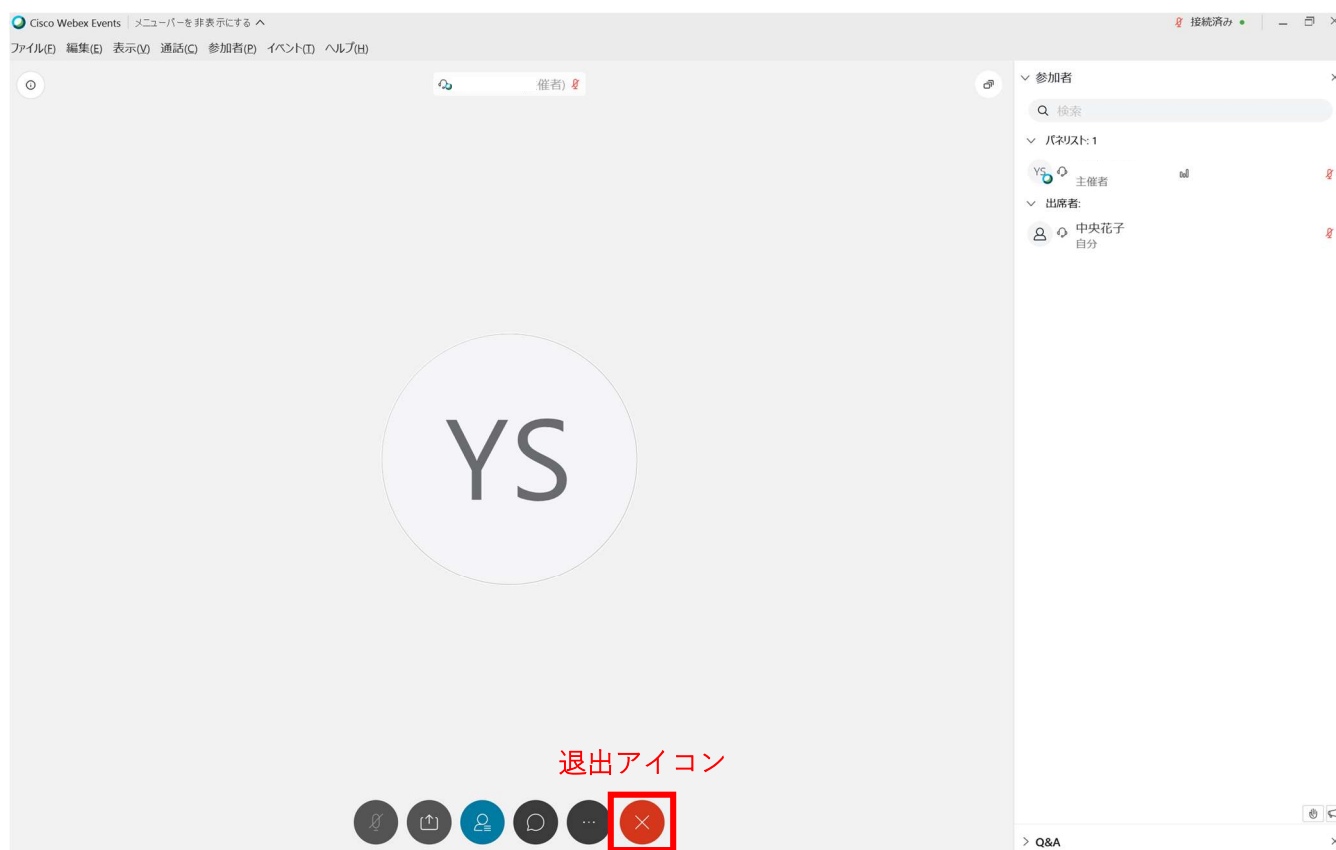 Cisco Webex Events メニューバーを非表示にする 接続済み
ファイル(F) 編集(E) 表示(V) 通話(C) 参加者(P) イベント(T) ヘルプ(H)
催者)
参加者
検索
パネリスト: 1
YS
主催者
出席者:
中央花子
自分
YS
退出アイコン
Q&A